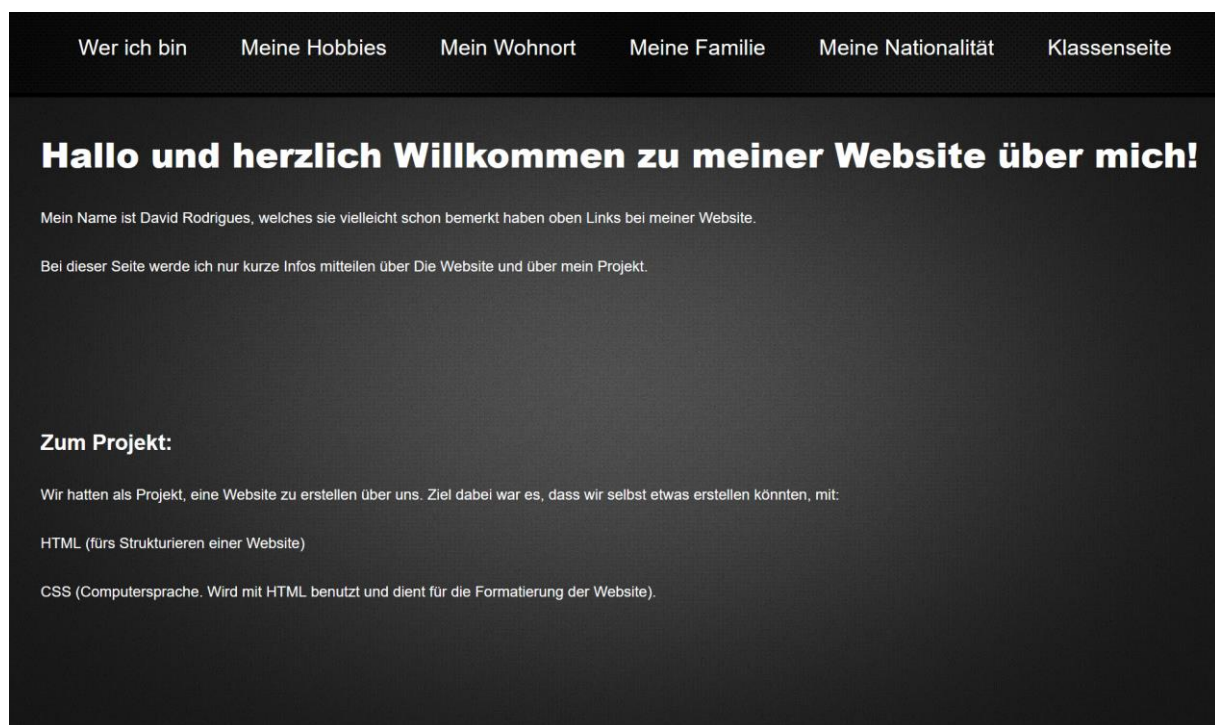 Wer ich bin Meine Hobbies Mein Wohnort Meine Familie Meine Nationalität Klassenseite
Hallo und herzlich Willkommen zu meiner Website über mich!
Mein Name ist David Rodrigues, welches sie vielleicht schon bemerkt haben oben Links bei meiner Website.
Bei dieser Seite werde ich nur kurze Infos mitteilen über Die Website und über mein Projekt.
Zum Projekt:
Wir hatten als Projekt, eine Website zu erstellen über uns. Ziel dabei war es, dass wir selbst etwas erstellen könnten, mit:
HTML (fürs Strukturieren einer Website)
CSS (Computersprache. Wird mit HTML benutzt und dient für die Formatierung der Website).